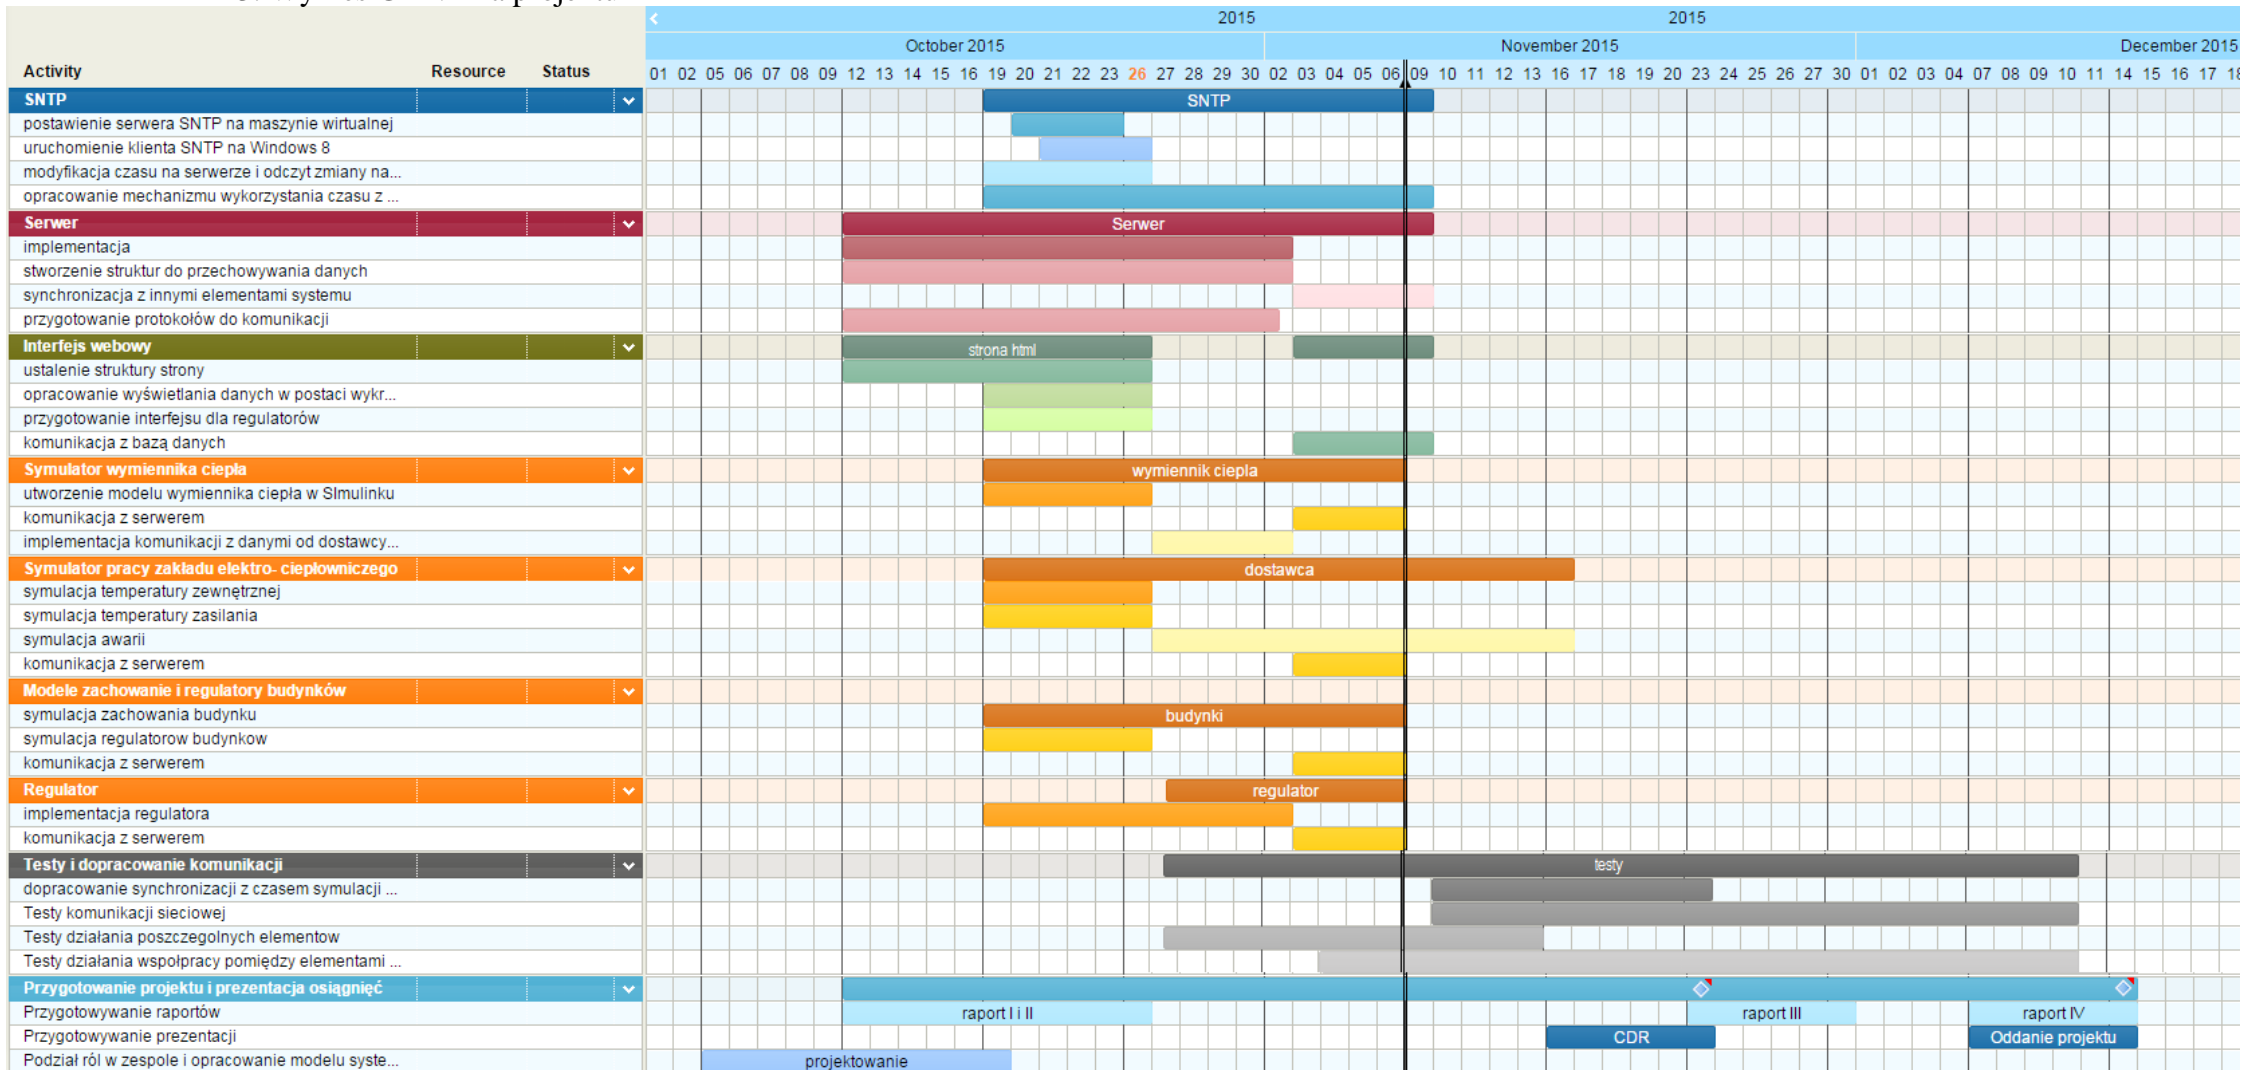 2015 2015
October 2015 November 2015 December 2015
Activity Resource Status 01 02 05 06 07 08 09 12 13 14 15 16 19 20 21 22 23 26 27 28 29 30 02 03 04 05 06 09 10 11 12 13 16 17 18 19 20 23 24 25 26 27 30 01 02 03 04 07 08 09 10 11 14 15 16 17 18
SNTP SNTP
postawienie serwera SNTP na maszynie wirtualnej
uruchomienie klienta SNTP na Windows 8
modyfikacja czasu na serwerze i odczyt zmiany na...
opracowanie mechanizmu wykorzystania czasu z ...
Serwer Serwer
implementacja
stworzenie struktur do przechowywania danych
synchronizacja z innymi elementami systemu
przygotowanie protokołów do komunikacji
Interfejs webowy strona html
ustalenie struktury strony
opracowanie wyświetlania danych w postaci wykr...
przygotowanie interfejsu dla regulatorów
komunikacja z bazą danych
Symulator wymiennika ciepła wymiennik ciepla
utworzenie modelu wymiennika ciepła w SImulinku
komunikacja z serwerem
implementacja komunikacji z danymi od dostawcy...
Symulator pracy zakładu elektro- ciepłowniczego dostawca
symulacja temperatury zewnętrznej
symulacja temperatury zasilania
symulacja awarii
komunikacja z serwerem
Modele zachowanie i regulatory budynków
symulacja zachowania budynku budynki
symulacja regulatorow budynkow
komunikacja z serwerem
Regulator regulator
implementacja regulatora
komunikacja z serwerem
Testy i dopracowanie komunikacji testy
dopracowanie synchronizacji z czasem symulacji ...
Testy komunikacji sieciowej
Testy działania poszczegolnych elementow
Testy działania wspołpracy pomiędzy elementami ...
Przygotowanie projektu i prezentacja osiągnięć
Przygotowywanie raportów raport I i II raport III raport IV
Przygotowywanie prezentacji CDR Oddanie projektu
Podział ról w zespole i opracowanie modelu syste... projektowanie